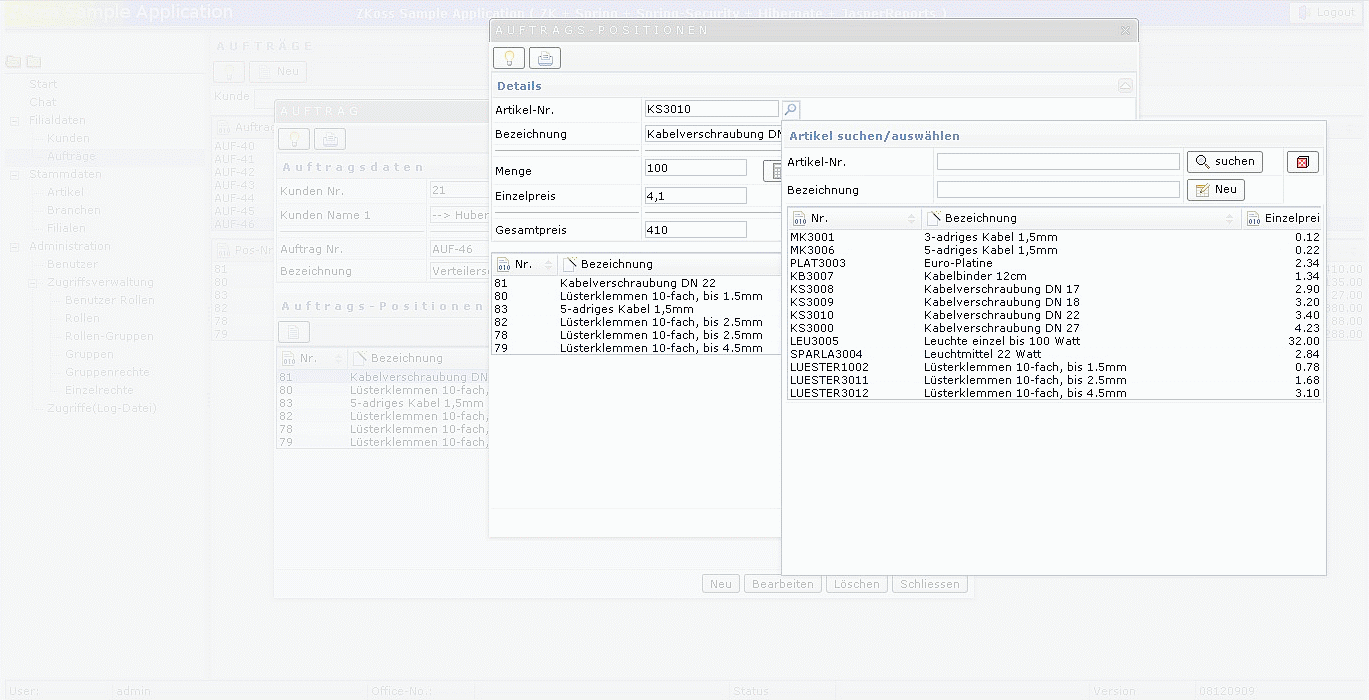 Sample Application
ZKoss Sample Application ( ZK + Spring + Spring-Security + Hibernate + JasperReports )
Logout
Start
Chat
Filialdaten
Kunden
Aufträge
Stammdaten
Artikel
Branchen
Filialen
Administration
Benutzer
Zugriffsverwaltung
Benutzer Rollen
Rollen
Rollen-Gruppen
Gruppen
Gruppenrechte
Einzelrechte
Zugriffe(Log-Datei)
AUFTRÄGE
Neu
Kunde
Auftrag
AUF-40
AUF-41
AUF-42
AUF-43
AUF-44
AUF-45
AUF-46
Pos-Nr
81
80
83
82
78
79
AUFTRAG
Auftragsdaten
Kunden Nr. 21
Kunden Name 1 --> Huber
Auftrag Nr. AUF-46
Bezeichnung Verteilers
Auftrags-Positionen
Nr. Bezeichnung
81 Kabelverschraubung DN
80 Lüsterklemmen 10-fach,
83 5-adriges Kabel 1,5mm
82 Lüsterklemmen 10-fach,
78 Lüsterklemmen 10-fach,
79 Lüsterklemmen 10-fach,
Neu Bearbeiten Löschen Schliessen
AUFTRAGS-POSITIONEN
Details
Artikel-Nr. KS3010
Bezeichnung Kabelverschraubung DN
Menge 100
Einzelpreis 4,1
Gesamtpreis 410
Nr. Bezeichnung
81 Kabelverschraubung DN 22
80 Lüsterklemmen 10-fach, bis 1.5mm
83 5-adriges Kabel 1,5mm
82 Lüsterklemmen 10-fach, bis 2.5mm
78 Lüsterklemmen 10-fach, bis 2.5mm
79 Lüsterklemmen 10-fach, bis 4.5mm
Artikel suchen/auswählen
Artikel-Nr. suchen
Bezeichnung Neu
Nr. Bezeichnung Einzelprei
MK3001 3-adriges Kabel 1,5mm 0.12
MK3006 5-adriges Kabel 1,5mm 0.22
PLAT3003 Euro-Platine 2.34
KB3007 Kabelbinder 12cm 1.34
KS3008 Kabelverschraubung DN 17 2.90
KS3009 Kabelverschraubung DN 18 3.20
KS3010 Kabelverschraubung DN 22 3.40
KS3000 Kabelverschraubung DN 27 4.23
LEU3005 Leuchte einzel bis 100 Watt 32.00
SPARLA3004 Leuchtmittel 22 Watt 2.84
LUESTER1002 Lüsterklemmen 10-fach, bis 1.5mm 0.78
LUESTER3011 Lüsterklemmen 10-fach, bis 2.5mm 1.68
LUESTER3012 Lüsterklemmen 10-fach, bis 4.5mm 3.10
User: admin Office-No.: Status Version 08120909